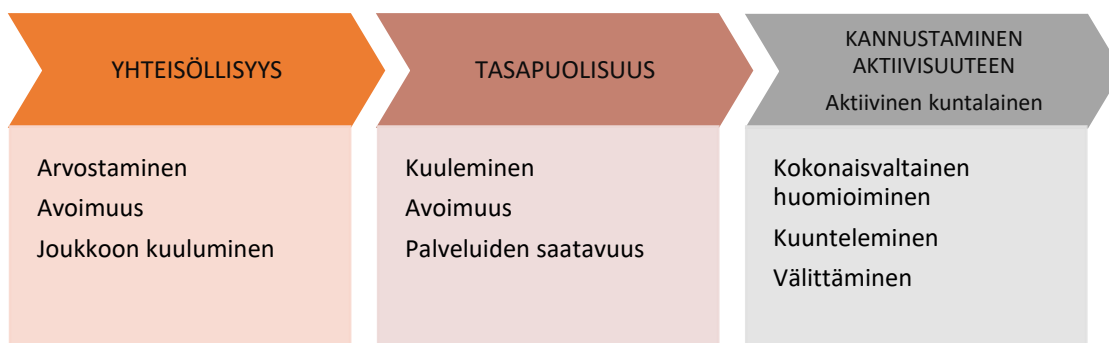 YHTEISÖLLISYYS
Arvostaminen
Avoimuus
Joukkoon kuuluminen
TASAPUOLISUUS
Kuuleminen
Avoimuus
Palveluiden saatavuus
KANNUSTAMINEN
AKTIIVISUUTEEN
Aktiivinen kuntalainen
Kokonaisvaltainen
huomioiminen
Kuunteleminen
Välittäminen